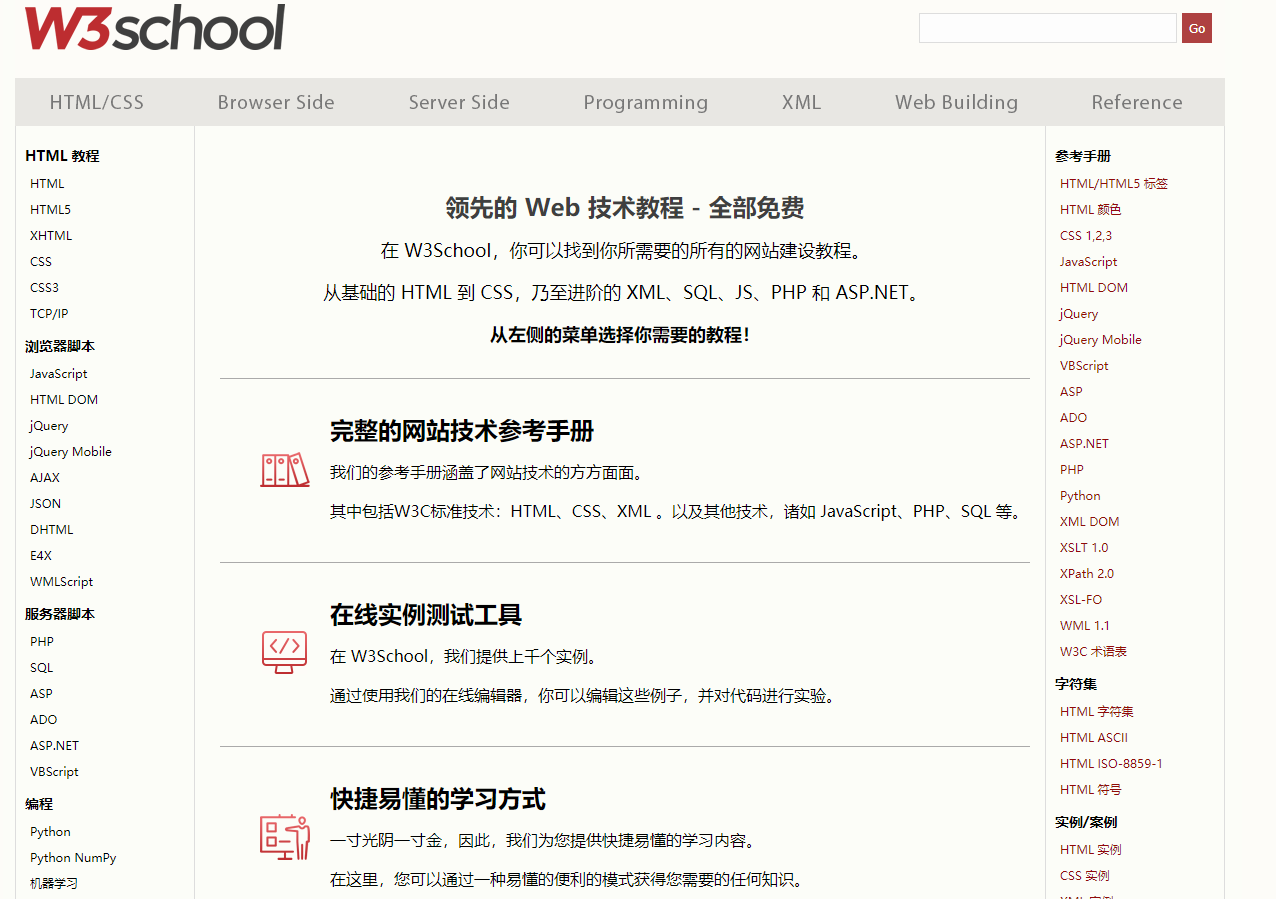 W3school
Go
HTML/CSS
Browser Side
Server Side
Programming
XML
Web Building
Reference
HTML 教程
HTML
HTML5
XHTML
CSS
CSS3
TCP/IP
浏览器脚本
JavaScript
HTML DOM
jQuery
jQuery Mobile
AJAX
JSON
DHTML
E4X
WMLScript
服务器脚本
PHP
SQL
ASP
ADO
ASP.NET
VBScript
编程
Python
Python NumPy
机器学习
领先的 Web 技术教程 - 全部免费
在 W3School，你可以找到你所需要的所有的网站建设教程。
从基础的 HTML 到 CSS，乃至进阶的 XML、SQL、JS、PHP 和 ASP.NET。
从左侧的菜单选择你需要的教程！
完整的网站技术参考手册
我们的参考手册涵盖了网站技术的方方面面。
其中包括W3C标准技术：HTML、CSS、XML 。以及其他技术，诸如 JavaScript、PHP、SQL 等。
在线实例测试工具
在 W3School，我们提供上千个实例。
通过使用我们的在线编辑器，你可以编辑这些例子，并对代码进行实验。
快捷易懂的学习方式
一寸光阴一寸金，因此，我们为您提供快捷易懂的学习内容。
在这里，您可以通过一种易懂的便利的模式获得您需要的任何知识。
参考手册
HTML/HTML5 标签
HTML 颜色
CSS 1,2,3
JavaScript
HTML DOM
jQuery
jQuery Mobile
VBScript
ASP
ADO
ASP.NET
PHP
Python
XML DOM
XSLT 1.0
XPath 2.0
XSL-FO
WML 1.1
W3C 术语表
字符集
HTML 字符集
HTML ASCII
HTML ISO-8859-1
HTML 符号
实例/案例
HTML 实例
CSS 实例